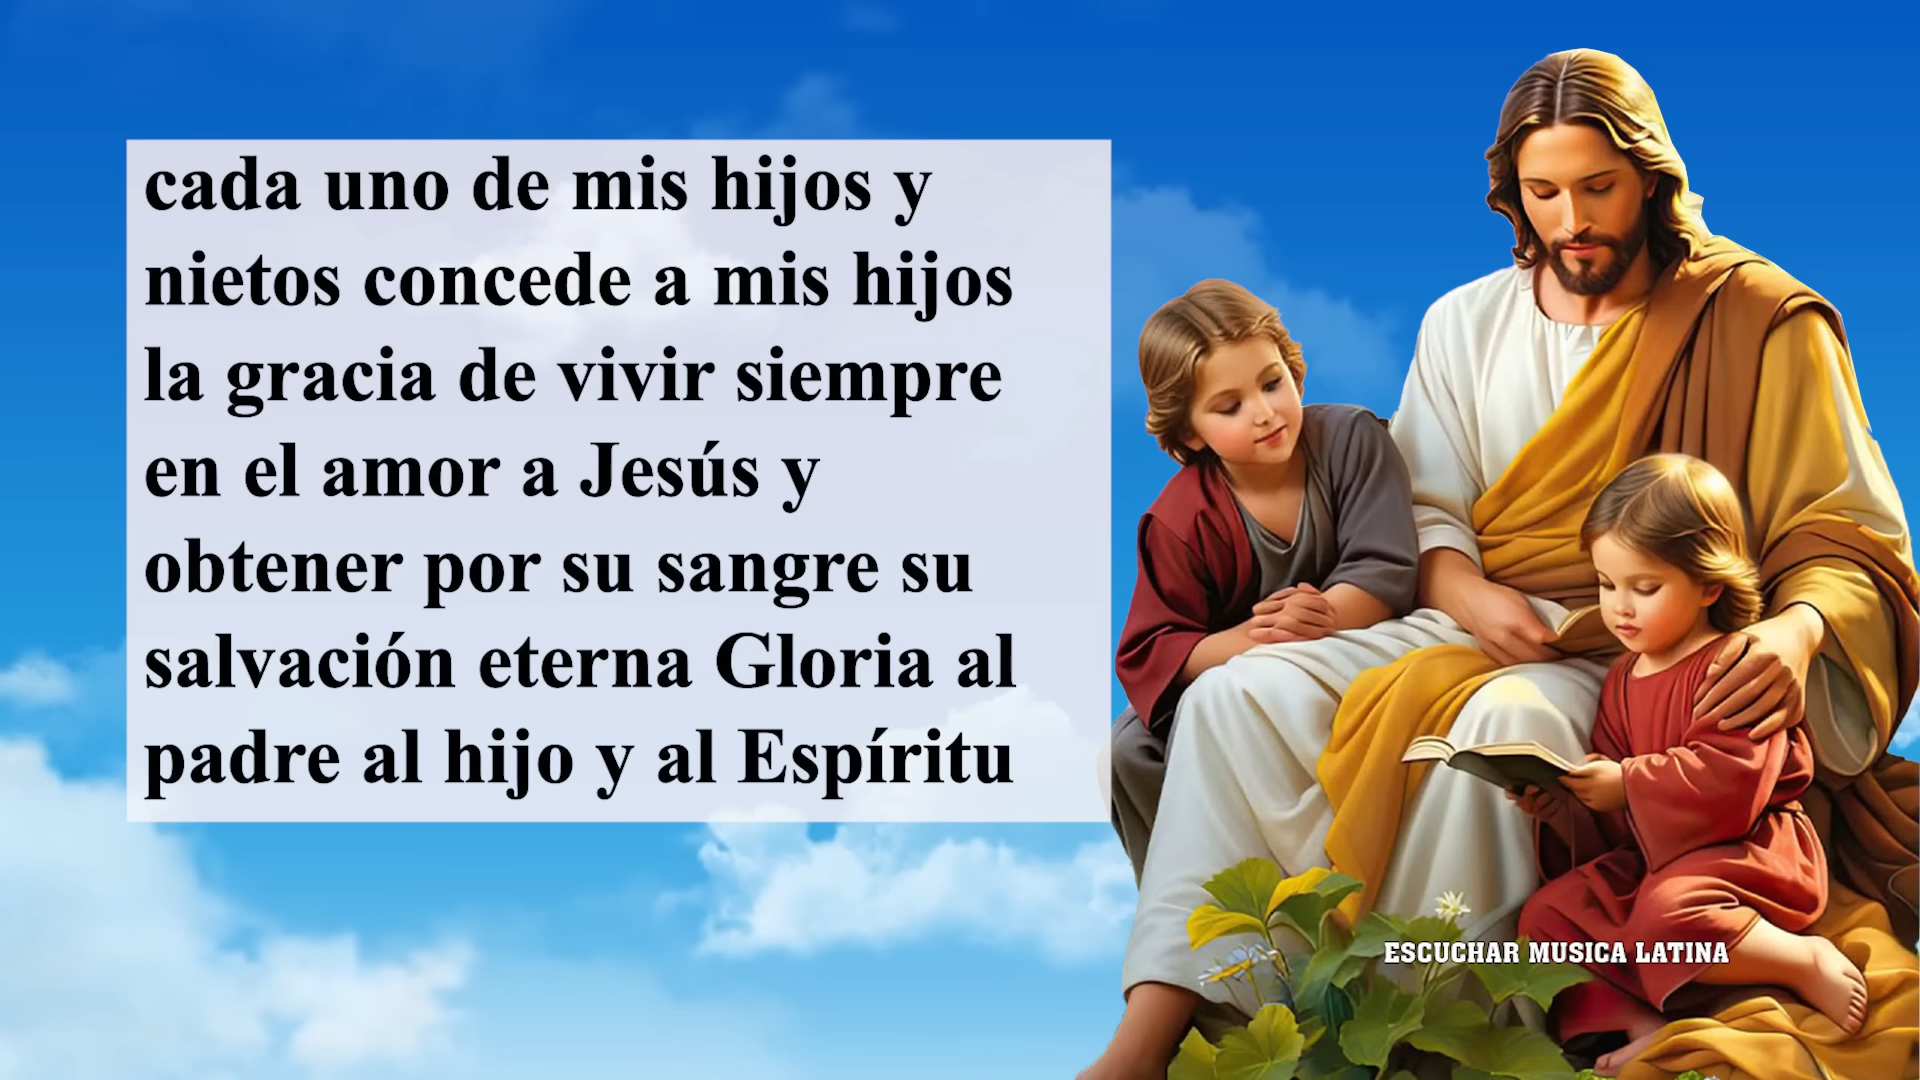 cada uno de mis hijos y
nietos concede a mis hijos
la gracia de vivir siempre
en el amor a Jesús y
obtener por su sangre su
salvación eterna Gloria al
padre al hijo y al Espíritu
ESCUCHAR MUSICA LATINA